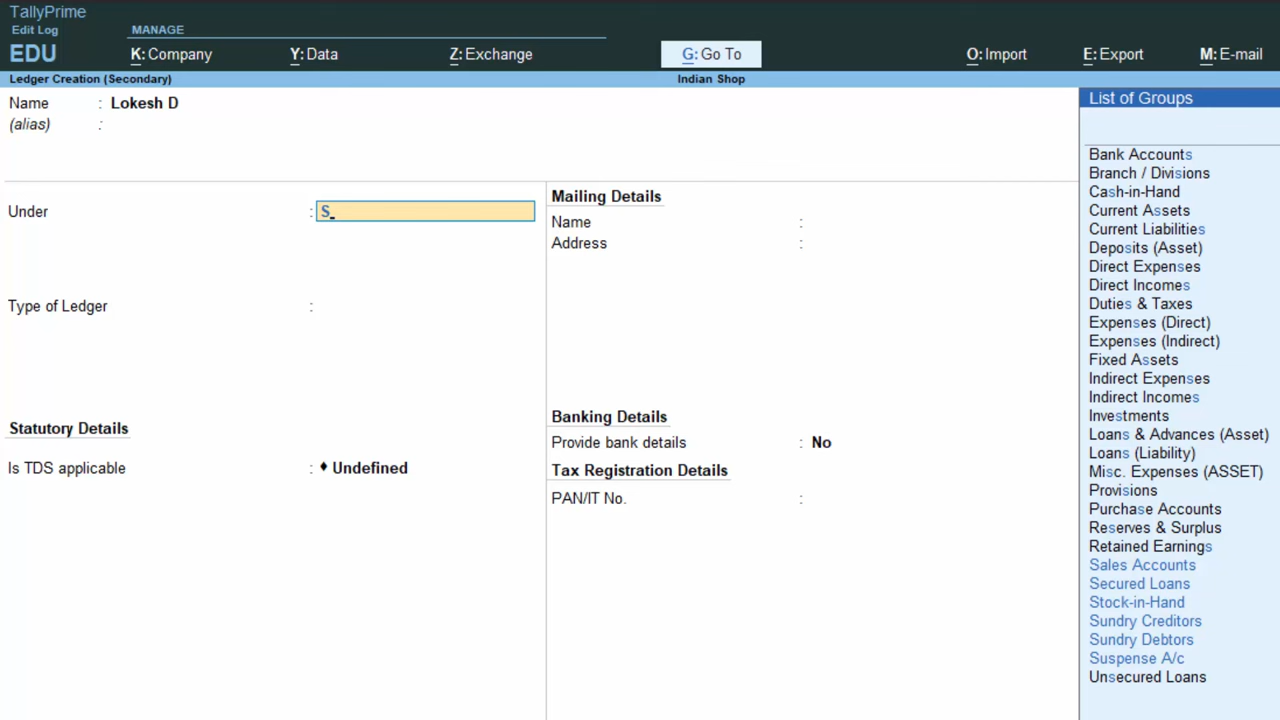 TallyPrime
Edit Log
MANAGE
EDU
K: Company
Y: Data
Z: Exchange
G: Go To
O: Import
E: Export
M: E-mail
Ledger Creation (Secondary)
Indian Shop
Name : Lokesh D
(alias) :
Under : S
Type of Ledger :
Statutory Details
Is TDS applicable : ♦ Undefined
Mailing Details
Name :
Address :
Banking Details
Provide bank details : No
Tax Registration Details
PAN/IT No. :
List of Groups
Bank Accounts
Branch / Divisions
Cash-in-Hand
Current Assets
Current Liabilities
Deposits (Asset)
Direct Expenses
Direct Incomes
Duties & Taxes
Expenses (Direct)
Expenses (Indirect)
Fixed Assets
Indirect Expenses
Indirect Incomes
Investments
Loans & Advances (Asset)
Loans (Liability)
Misc. Expenses (ASSET)
Provisions
Purchase Accounts
Reserves & Surplus
Retained Earnings
Sales Accounts
Secured Loans
Stock-in-Hand
Sundry Creditors
Sundry Debtors
Suspense A/c
Unsecured Loans